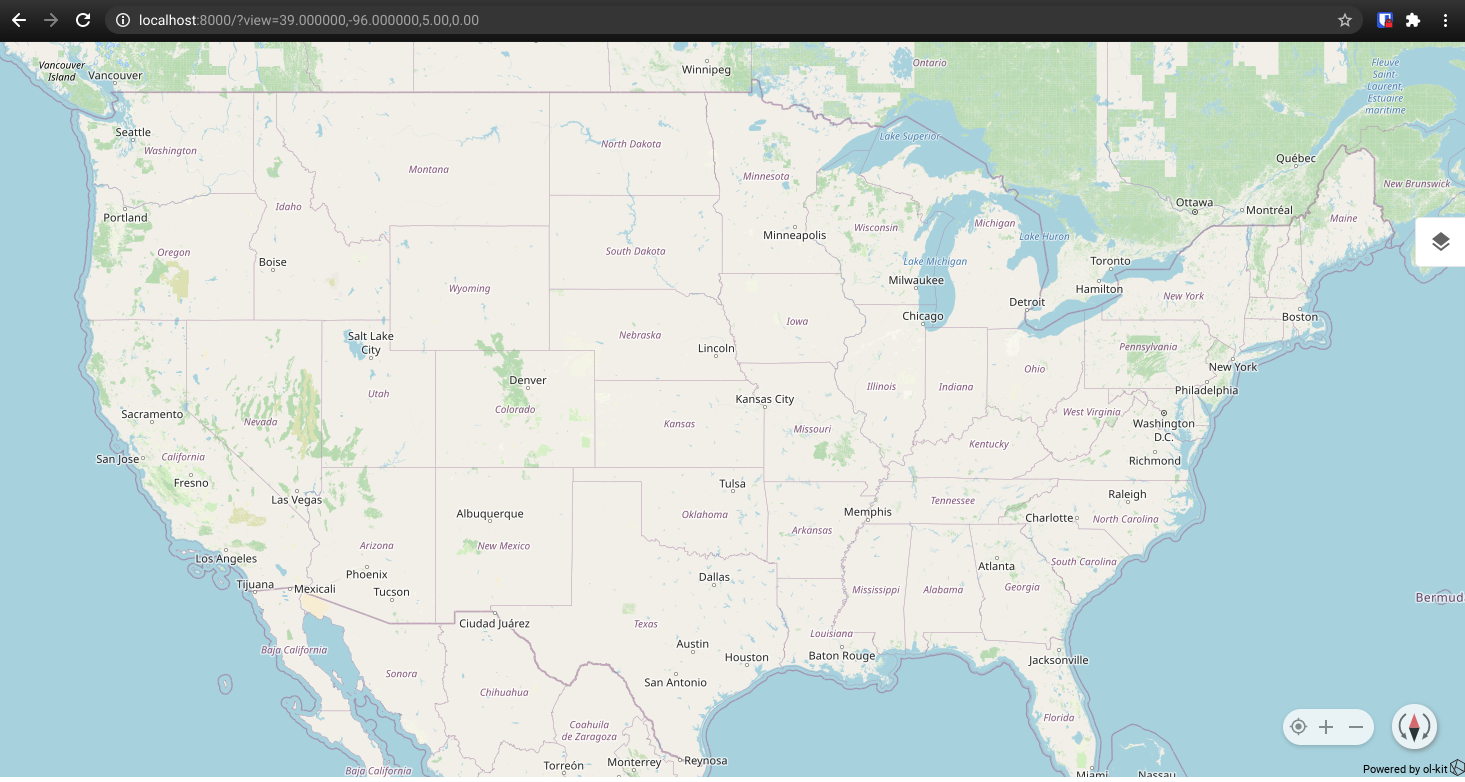 localhost:8000/?view=39.000000,-96.000000,5.00,0.00
Vancouver
Island
Vancouver
Winnipeg
Ontario
Fleuve
Saint-
Laurent,
Estuaire
maritime
Seattle
Washington
Montana
North Dakota
Minnesota
Lake Superior
Québec
New Brunswick
Portland
Idaho
Ottawa
Montréal
Maine
Oregon
Boise
Wyoming
South Dakota
Minneapolis
Wisconsin
Michigan
Lake Huron
Lake Michigan
Milwaukee
Toronto
Hamilton
New York
Detroit
Chicago
Boston
Salt Lake
City
Nebraska
Iowa
Lincoln
Pennsylvania
New York
Philadelphia
Denver
Utah
Colorado
Kansas City
Illinois
Indiana
Ohio
Sacramento
Nevada
Kansas
Missouri
West Virginia
Washington
D.C.
Kentucky
San Jose
California
Fresno
Las Vegas
Richmond
Tulsa
Raleigh
Albuquerque
Oklahoma
Arkansas
Memphis
Tennessee
Charlotte
North Carolina
Los Angeles
Arizona
New Mexico
Atlanta
South Carolina
Tijuana
Mexicali
Phoenix
Tucson
Dallas
Mississippi
Alabama
Georgia
Bermuda
Ciudad Juárez
Texas
Louisiana
Baja California
Austin
Houston
Baton Rouge
Jacksonville
Sonora
Chihuahua
San Antonio
Coahuila
de Zaragoza
Florida
Torreón
Monterrey
Reynosa
Baja California
Miami
Nassau
Powered by ol-kit